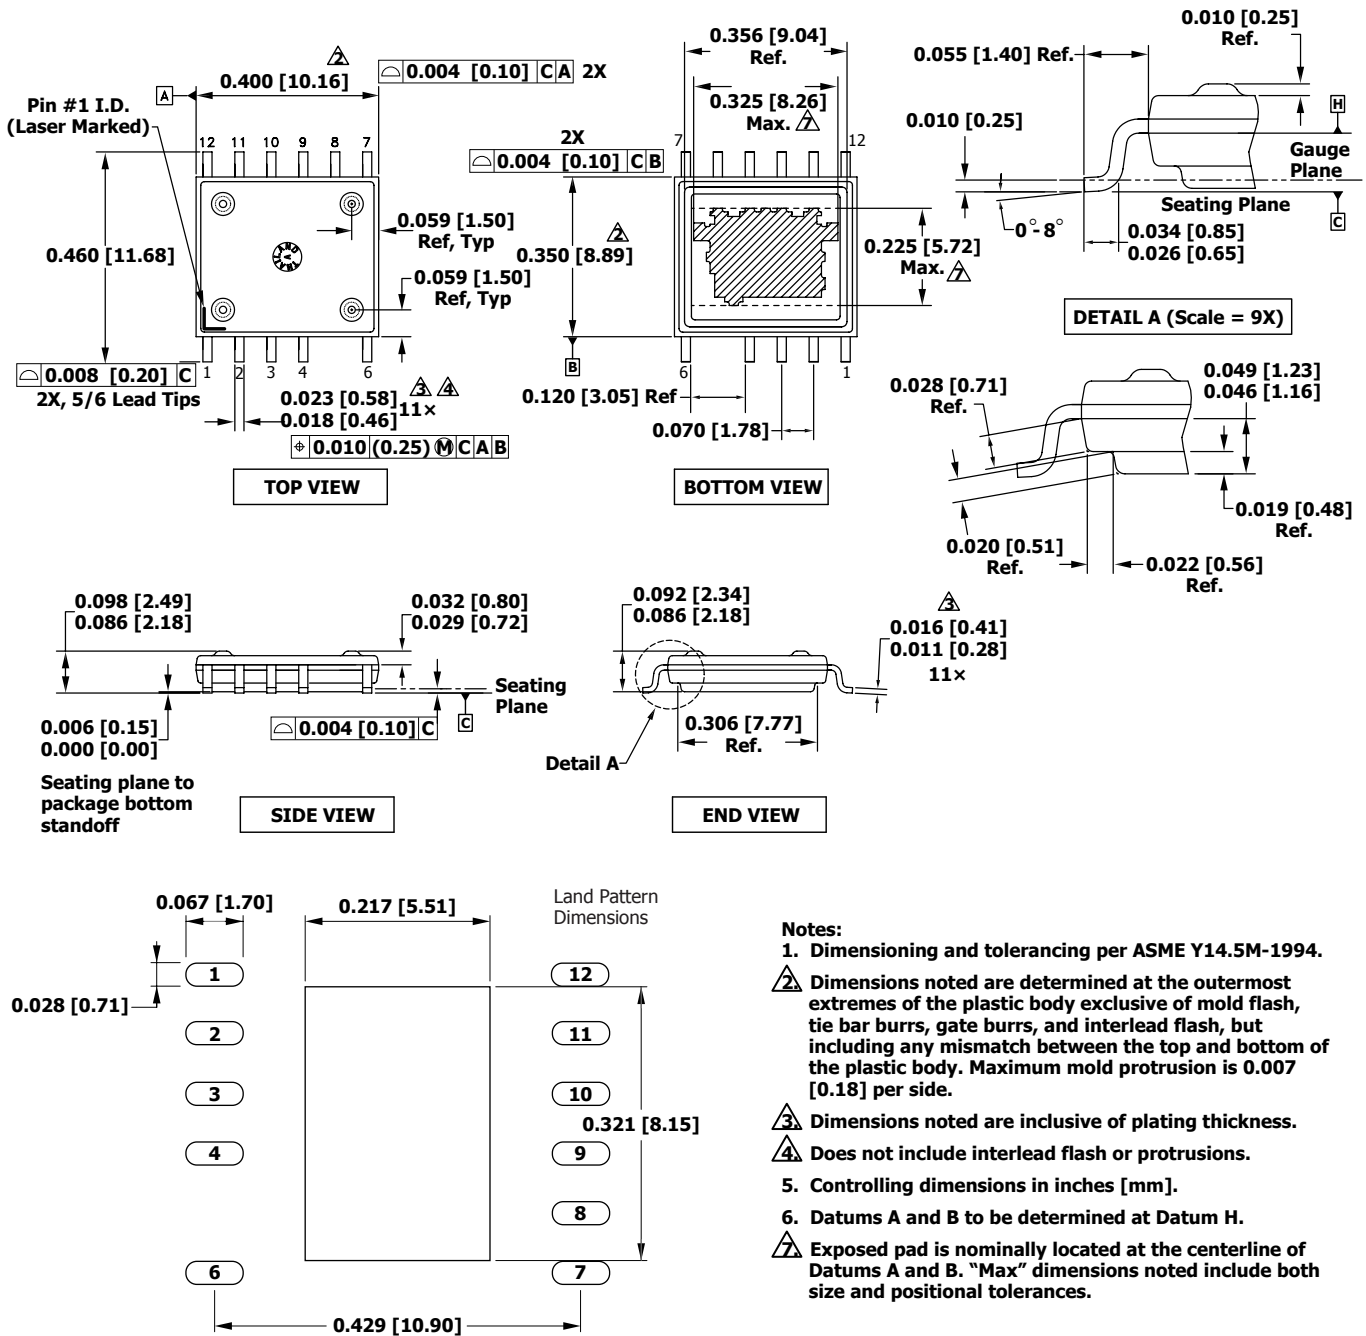 2
0.400 [10.16]
0.004 [0.10] C A 2X
A
Pin #1 I.D.
(Laser Marked)
12 11 10 9 8 7
0.460 [11.68]
0.059 [1.50]
Ref, Typ
0.059 [1.50]
Ref, Typ
1 2 3 4 6
0.008 [0.20] C
2X, 5/6 Lead Tips
0.023 [0.58]
0.018 [0.46]
11×
3 4
⌖ 0.010 (0.25) Ⓜ C A B
TOP VIEW
0.356 [9.04]
Ref.
0.325 [8.26]
Max. 7
2X
0.004 [0.10] C B
7 12
2
0.350 [8.89]
0.225 [5.72]
Max. 7
B
6 1
0.120 [3.05] Ref
0.070 [1.78]
BOTTOM VIEW
0.010 [0.25]
Ref.
0.055 [1.40] Ref.
0.010 [0.25]
H
Gauge
Plane
Seating Plane
C
0°- 8°
0.034 [0.85]
0.026 [0.65]
DETAIL A (Scale = 9X)
0.028 [0.71]
Ref.
0.049 [1.23]
0.046 [1.16]
0.019 [0.48]
Ref.
0.020 [0.51]
Ref.
0.022 [0.56]
Ref.
0.098 [2.49]
0.086 [2.18]
0.032 [0.80]
0.029 [0.72]
Seating
Plane
C
0.006 [0.15]
0.000 [0.00]
0.004 [0.10] C
Seating plane to
package bottom
standoff
SIDE VIEW
0.092 [2.34]
0.086 [2.18]
3
0.016 [0.41]
0.011 [0.28]
11×
0.306 [7.77]
Ref.
Detail A
END VIEW
0.067 [1.70]
0.217 [5.51]
Land Pattern
Dimensions
0.028 [0.71]
1 12
2 11
3 10
0.321 [8.15]
4 9
8
6 7
0.429 [10.90]
Notes:
1. Dimensioning and tolerancing per ASME Y14.5M-1994.
2. Dimensions noted are determined at the outermost
extremes of the plastic body exclusive of mold flash,
tie bar burrs, gate burrs, and interlead flash, but
including any mismatch between the top and bottom of
the plastic body. Maximum mold protrusion is 0.007
[0.18] per side.
3. Dimensions noted are inclusive of plating thickness.
4. Does not include interlead flash or protrusions.
5. Controlling dimensions in inches [mm].
6. Datums A and B to be determined at Datum H.
7. Exposed pad is nominally located at the centerline of
Datums A and B. “Max” dimensions noted include both
size and positional tolerances.